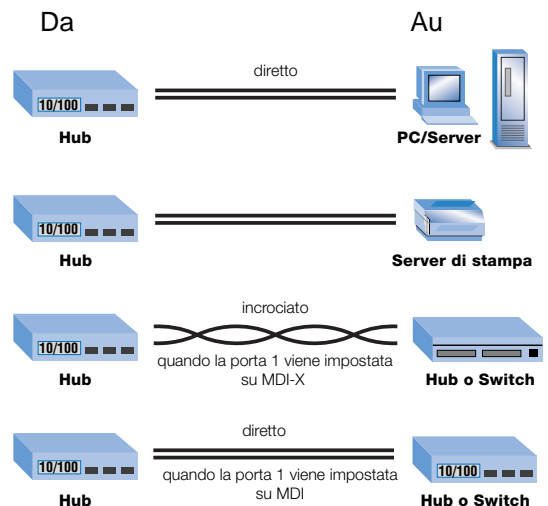 Da
Au
diretto
10/100
Hub
PC/Server
10/100
Hub
Server di stampa
incrociato
10/100
quando la porta 1 viene impostata
su MDI-X
Hub
Hub o Switch
diretto
10/100
10/100
quando la porta 1 viene impostata
su MDI
Hub
Hub o Switch